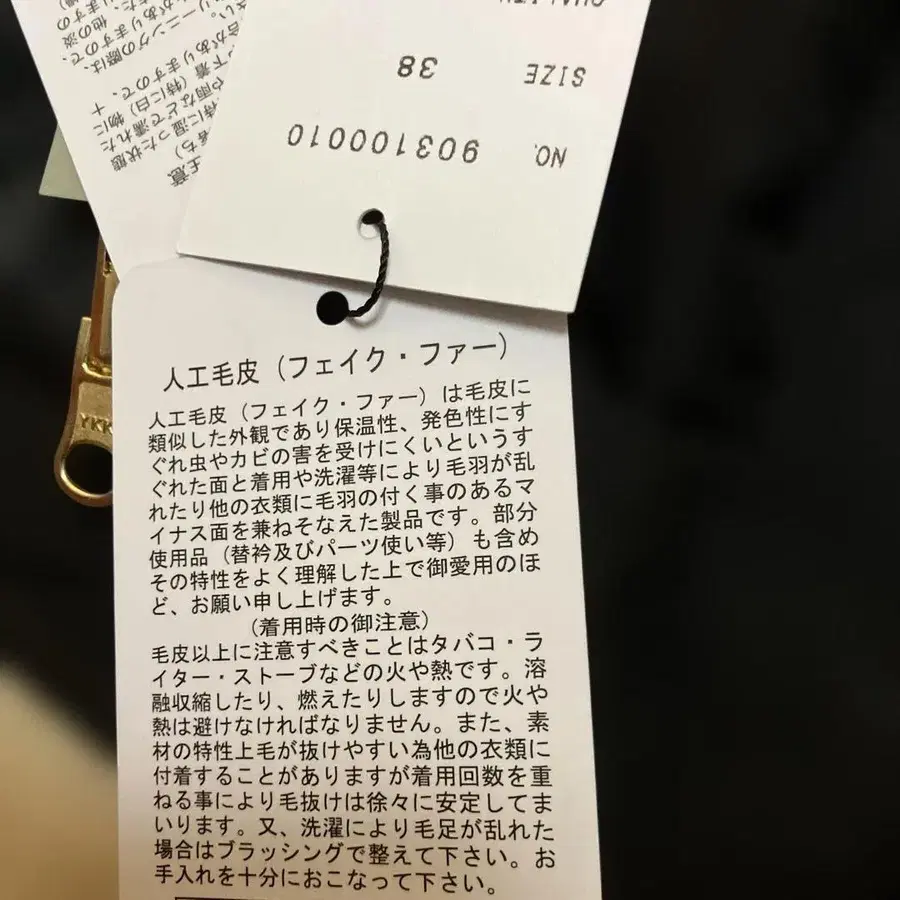 QUALITY
SIZE 38
NO. 903100010
YKK
人工毛皮（フェイク・ファー）
人工毛皮（フェイク・ファー）は毛皮に
類似した外観であり保温性、発色性にす
ぐれ虫やカビの害を受けにくいというす
ぐれた面と着用や洗濯等により毛羽が乱
れたり他の衣類に毛羽の付く事のあるマ
イナス面を兼ねそなえた製品です。部分
使用品（替衿及びパーツ使い等）も含め
その特性をよく理解した上で御愛用のほ
ど、お願い申し上げます。
（着用時の御注意）
毛皮以上に注意すべきことはタバコ・ラ
イター・ストーブなどの火や熱です。溶
融収縮したり、燃えたりしますので火や
熱は避けなければなりません。また、素
材の特性上毛が抜けやすい為他の衣類に
付着することがありますが着用回数を重
ねる事により毛抜けは徐々に安定してま
いります。又、洗濯により毛足が乱れた
場合はブラッシングで整えて下さい。お
手入れを十分におこなって下さい。